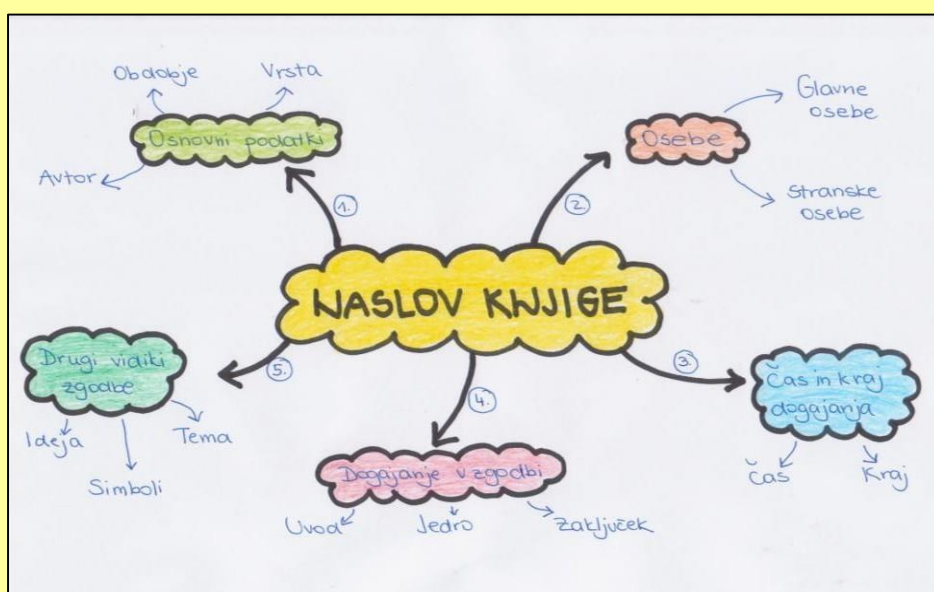 NASLOV KNJIGE
1.
Osnovni podatki
Obdobje
Vrsta
Avtor
2.
Osebe
Glavne
osebe
Stranske
osebe
3.
Čas in kraj
dogajanja
Čas
Kraj
4.
Dogajanje v zgodbi
Uvod
Jedro
Zaključek
5.
Drugi vidiki
zgodbe
Ideja
Simboli
Tema